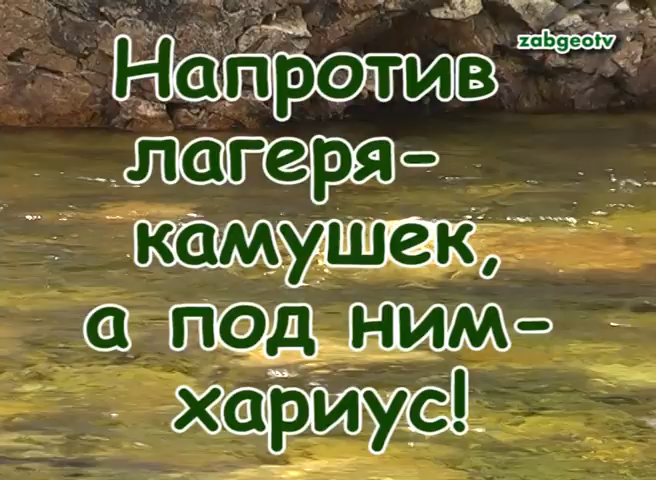 zabgeotv
Напротив
лагеря-
камушек,
а под ним-
хариус!